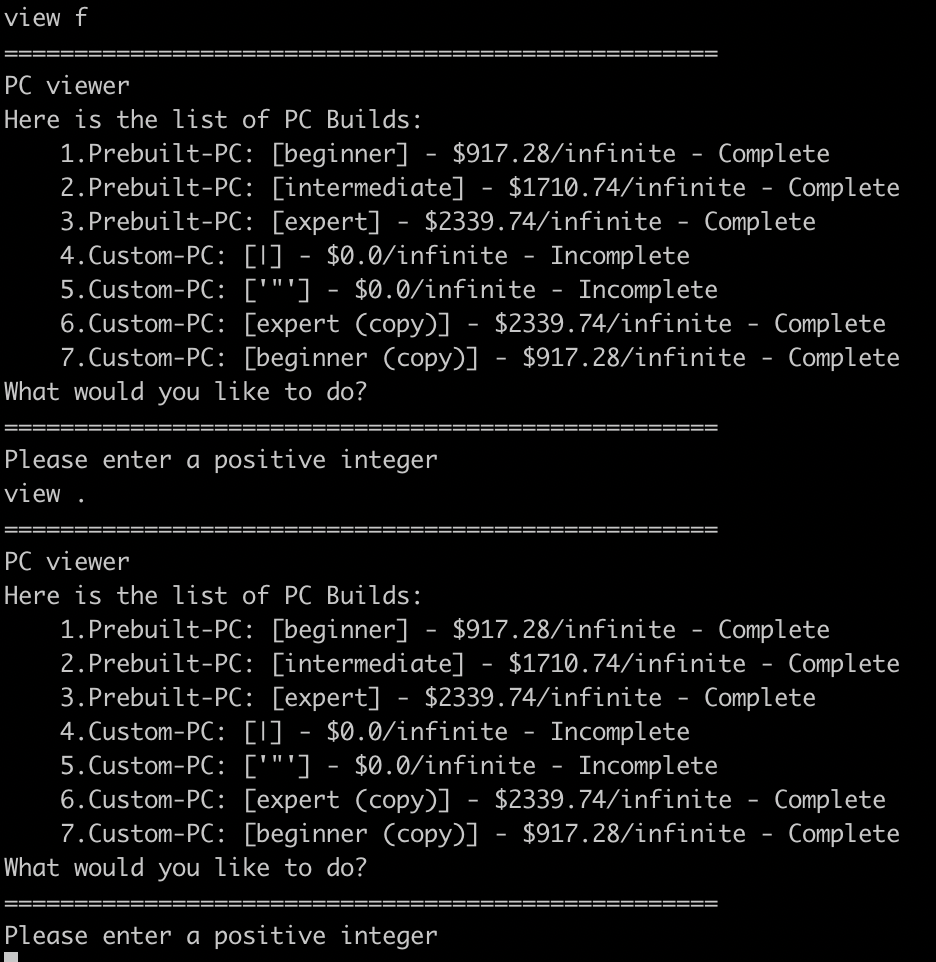 view f
===================================================
PC viewer
Here is the list of PC Builds:
    1.Prebuilt-PC: [beginner] - $917.28/infinite - Complete
    2.Prebuilt-PC: [intermediate] - $1710.74/infinite - Complete
    3.Prebuilt-PC: [expert] - $2339.74/infinite - Complete
    4.Custom-PC: [|] - $0.0/infinite - Incomplete
    5.Custom-PC: ['"'] - $0.0/infinite - Incomplete
    6.Custom-PC: [expert (copy)] - $2339.74/infinite - Complete
    7.Custom-PC: [beginner (copy)] - $917.28/infinite - Complete
What would you like to do?
===================================================
Please enter a positive integer
view .
===================================================
PC viewer
Here is the list of PC Builds:
    1.Prebuilt-PC: [beginner] - $917.28/infinite - Complete
    2.Prebuilt-PC: [intermediate] - $1710.74/infinite - Complete
    3.Prebuilt-PC: [expert] - $2339.74/infinite - Complete
    4.Custom-PC: [|] - $0.0/infinite - Incomplete
    5.Custom-PC: ['"'] - $0.0/infinite - Incomplete
    6.Custom-PC: [expert (copy)] - $2339.74/infinite - Complete
    7.Custom-PC: [beginner (copy)] - $917.28/infinite - Complete
What would you like to do?
===================================================
Please enter a positive integer